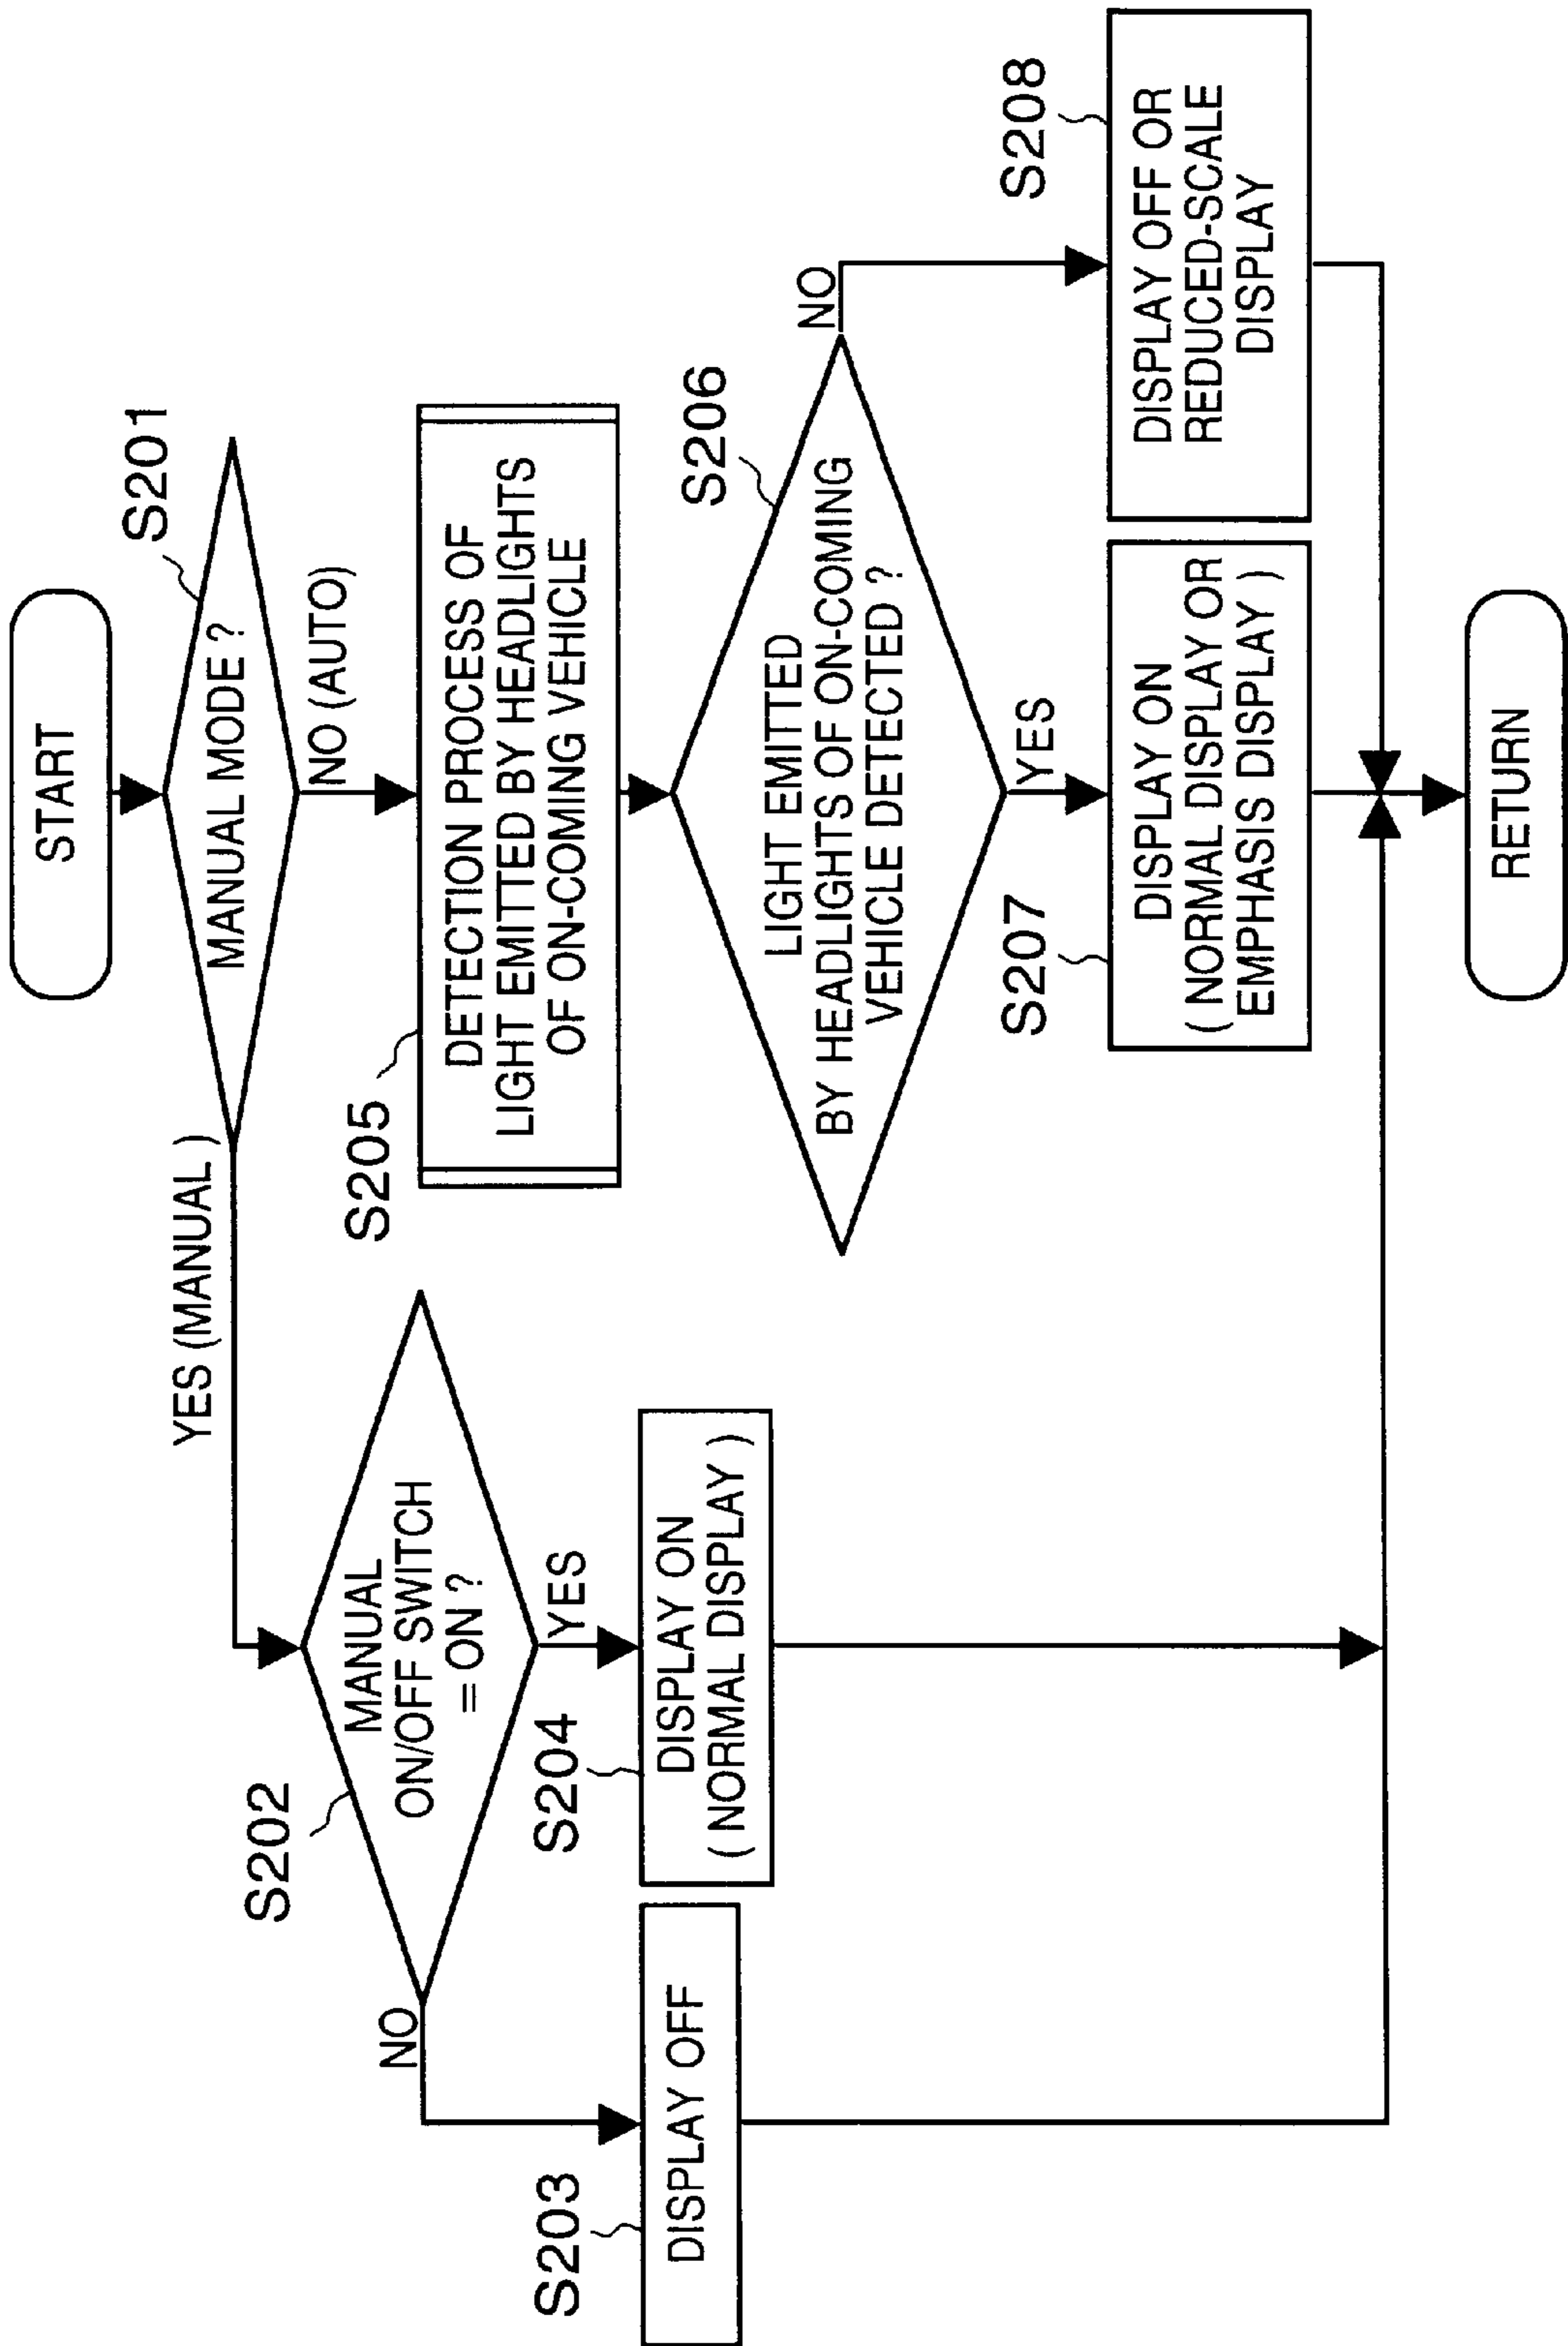 START
S201
MANUAL MODE ?
YES (MANUAL )
NO (AUTO)
S202
MANUAL
ON/OFF SWITCH
= ON ?
NO
YES
S203
DISPLAY OFF
S204
DISPLAY ON
( NORMAL DISPLAY )
S205
DETECTION PROCESS OF
LIGHT EMITTED BY HEADLIGHTS
OF ON-COMING VEHICLE
S206
LIGHT EMITTED
BY HEADLIGHTS OF ON-COMING
VEHICLE DETECTED ?
NO
YES
S207
DISPLAY ON
( NORMAL DISPLAY OR
EMPHASIS DISPLAY )
S208
DISPLAY OFF OR
REDUCED-SCALE
DISPLAY
RETURN